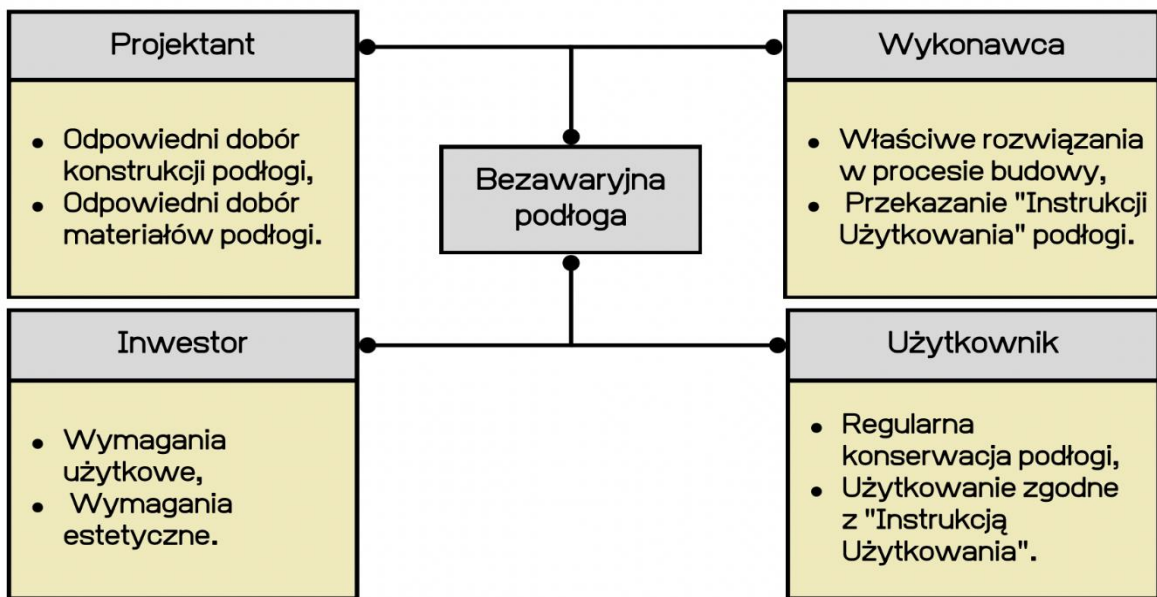 Projektant
• Odpowiedni dobór
konstrukcji podłogi,
• Odpowiedni dobór
materiałów podłogi.
Bezawaryjna
podłoga
Wykonawca
• Właściwe rozwiązania
w procesie budowy,
• Przekazanie "Instrukcji
Użytkowania" podłogi.
Inwestor
• Wymagania
użytkowe,
• Wymagania
estetyczne.
Użytkownik
• Regularna
konserwacja podłogi,
• Użytkowanie zgodne
z "Instrukcją
Użytkowania".